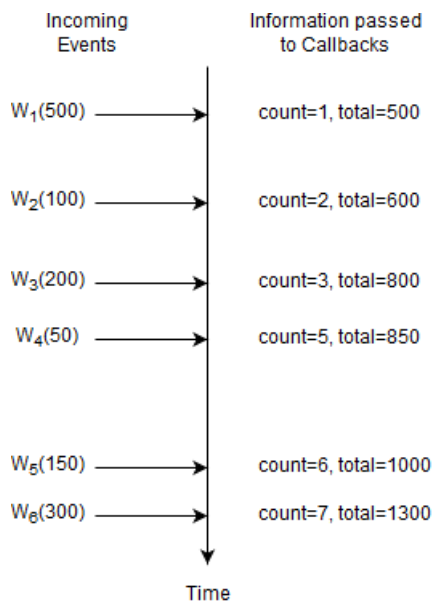 Incoming
Events
Information passed
to Callbacks
W₁(500)
count=1, total=500
W₂(100)
count=2, total=600
W₃(200)
count=3, total=800
W₄(50)
count=5, total=850
W₅(150)
count=6, total=1000
W₆(300)
count=7, total=1300
Time